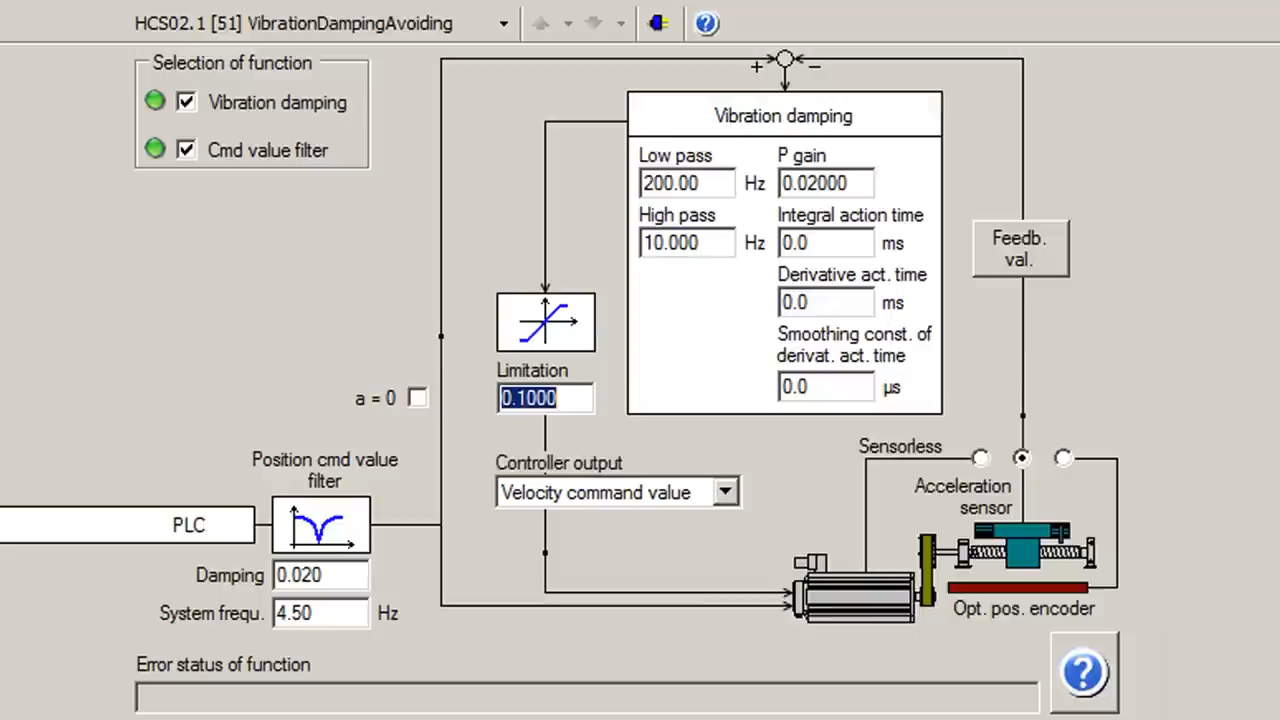 HCS02.1 [51] VibrationDampingAvoiding
Selection of function
Vibration damping
Cmd value filter
+
−
Vibration damping
Low pass
P gain
200.00 Hz
0.02000
High pass
Integral action time
10.000 Hz
0.0 ms
Derivative act. time
0.0 ms
Smoothing const. of
derivat. act. time
0.0 µs
Feedb.
val.
Limitation
0.1000
a = 0
Controller output
Velocity command value
Sensorless
Acceleration
sensor
Opt. pos. encoder
Position cmd value
filter
PLC
Damping 0.020
System frequ. 4.50 Hz
Error status of function